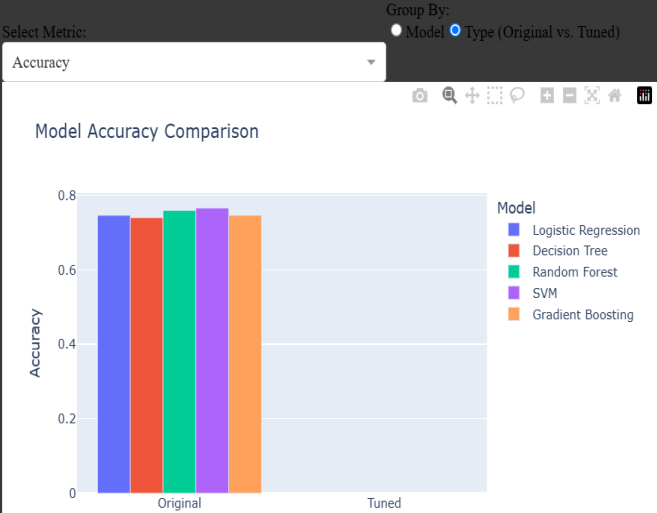 Group By:
Select Metric:
Model Type (Original vs. Tuned)
Accuracy
Model Accuracy Comparison
Model
Logistic Regression
Decision Tree
Random Forest
SVM
Gradient Boosting
Accuracy
0.8
0.6
0.4
0.2
0
Original
Tuned